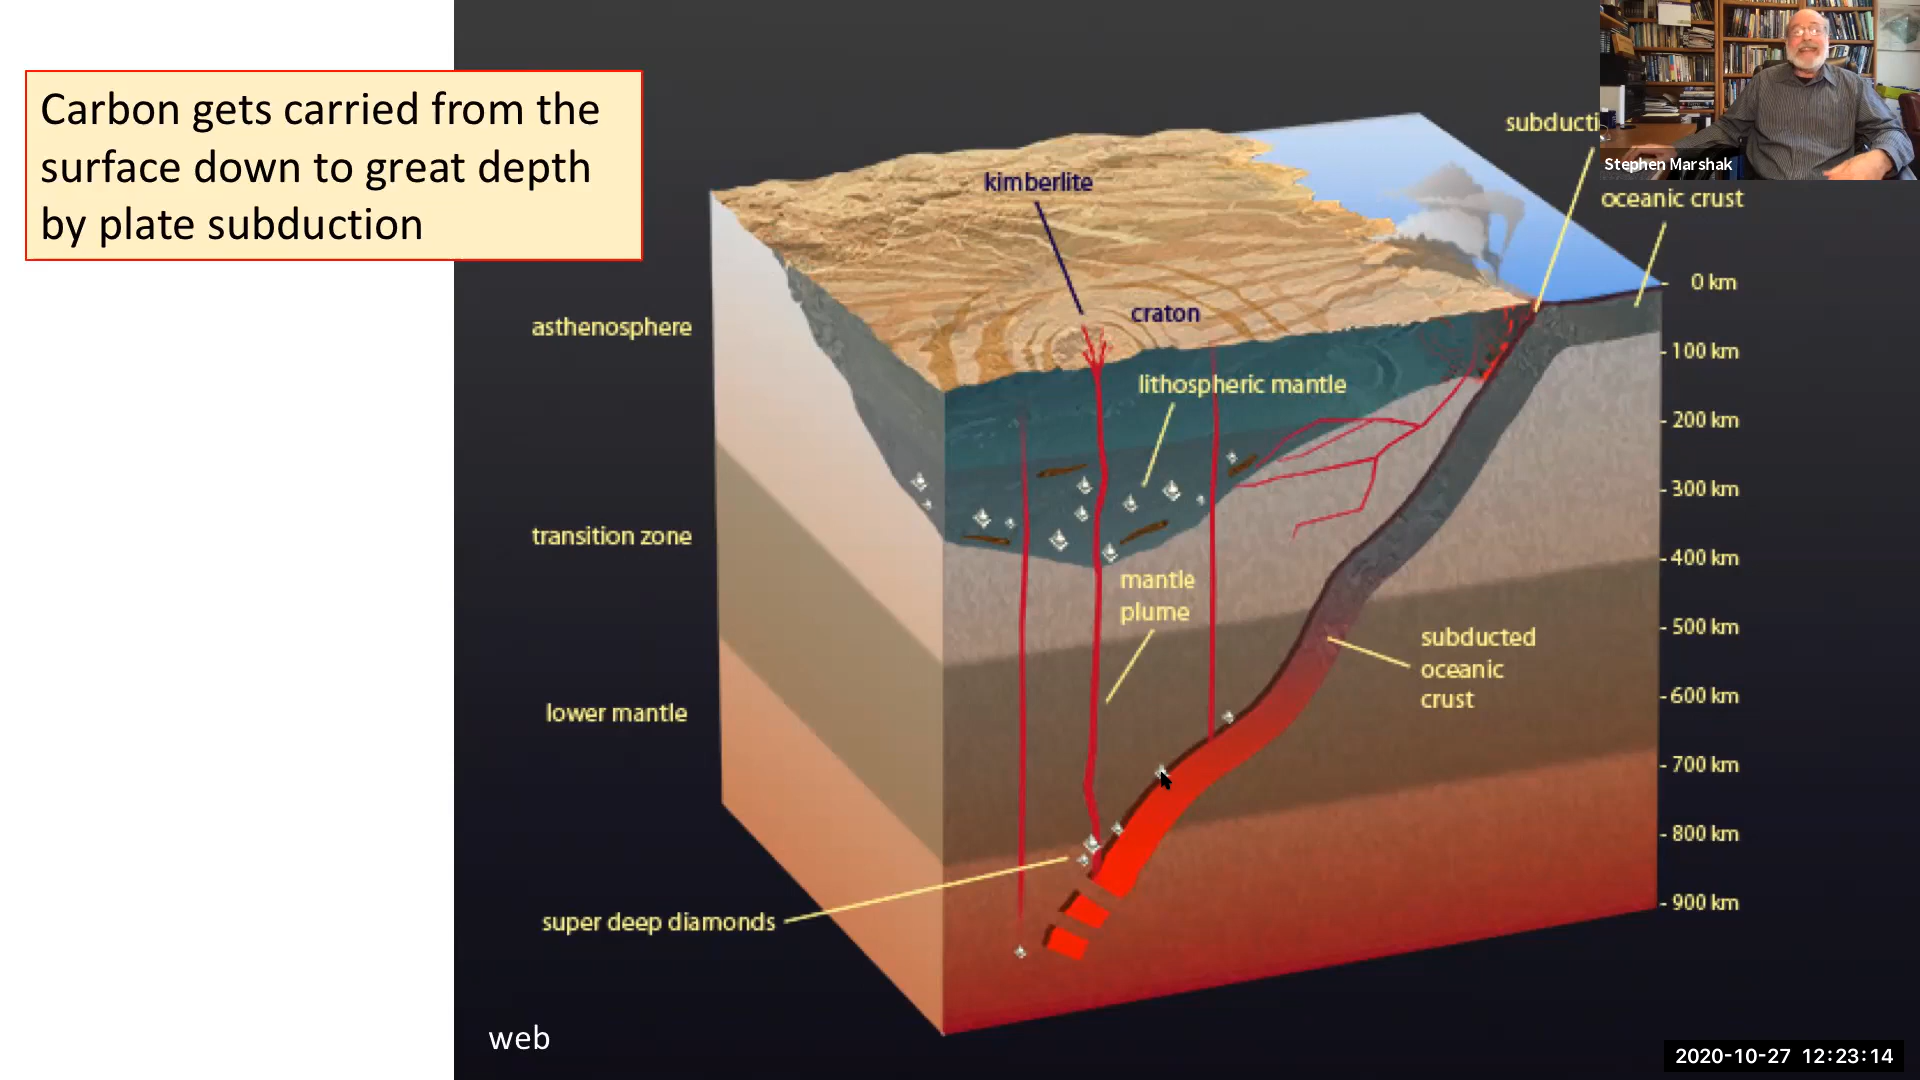 Carbon gets carried from the
surface down to great depth
by plate subduction
kimberlite
craton
lithospheric mantle
mantle
plume
asthenosphere
transition zone
lower mantle
super deep diamonds
subducted
oceanic
crust
subducti
oceanic crust
0 km
- 100 km
- 200 km
- 300 km
- 400 km
- 500 km
- 600 km
- 700 km
- 800 km
- 900 km
Stephen Marshak
web
2020-10-27 12:23:14